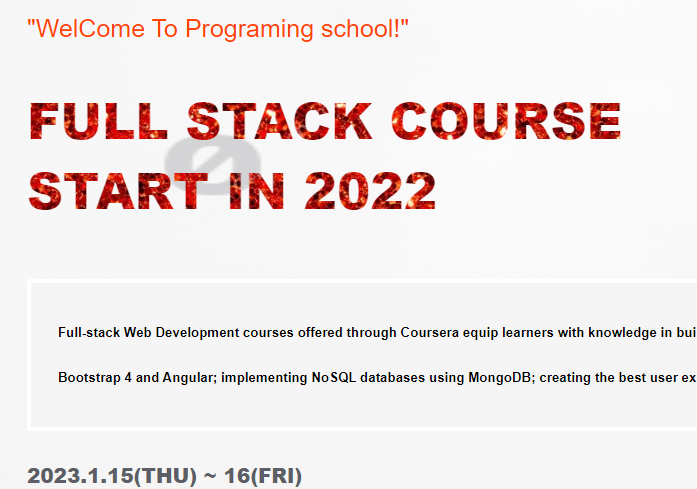 "WelCome To Programing school!"
FULL STACK COURSE
START IN 2022
Full-stack Web Development courses offered through Coursera equip learners with knowledge in bui
Bootstrap 4 and Angular; implementing NoSQL databases using MongoDB; creating the best user ex
2023.1.15(THU) ~ 16(FRI)